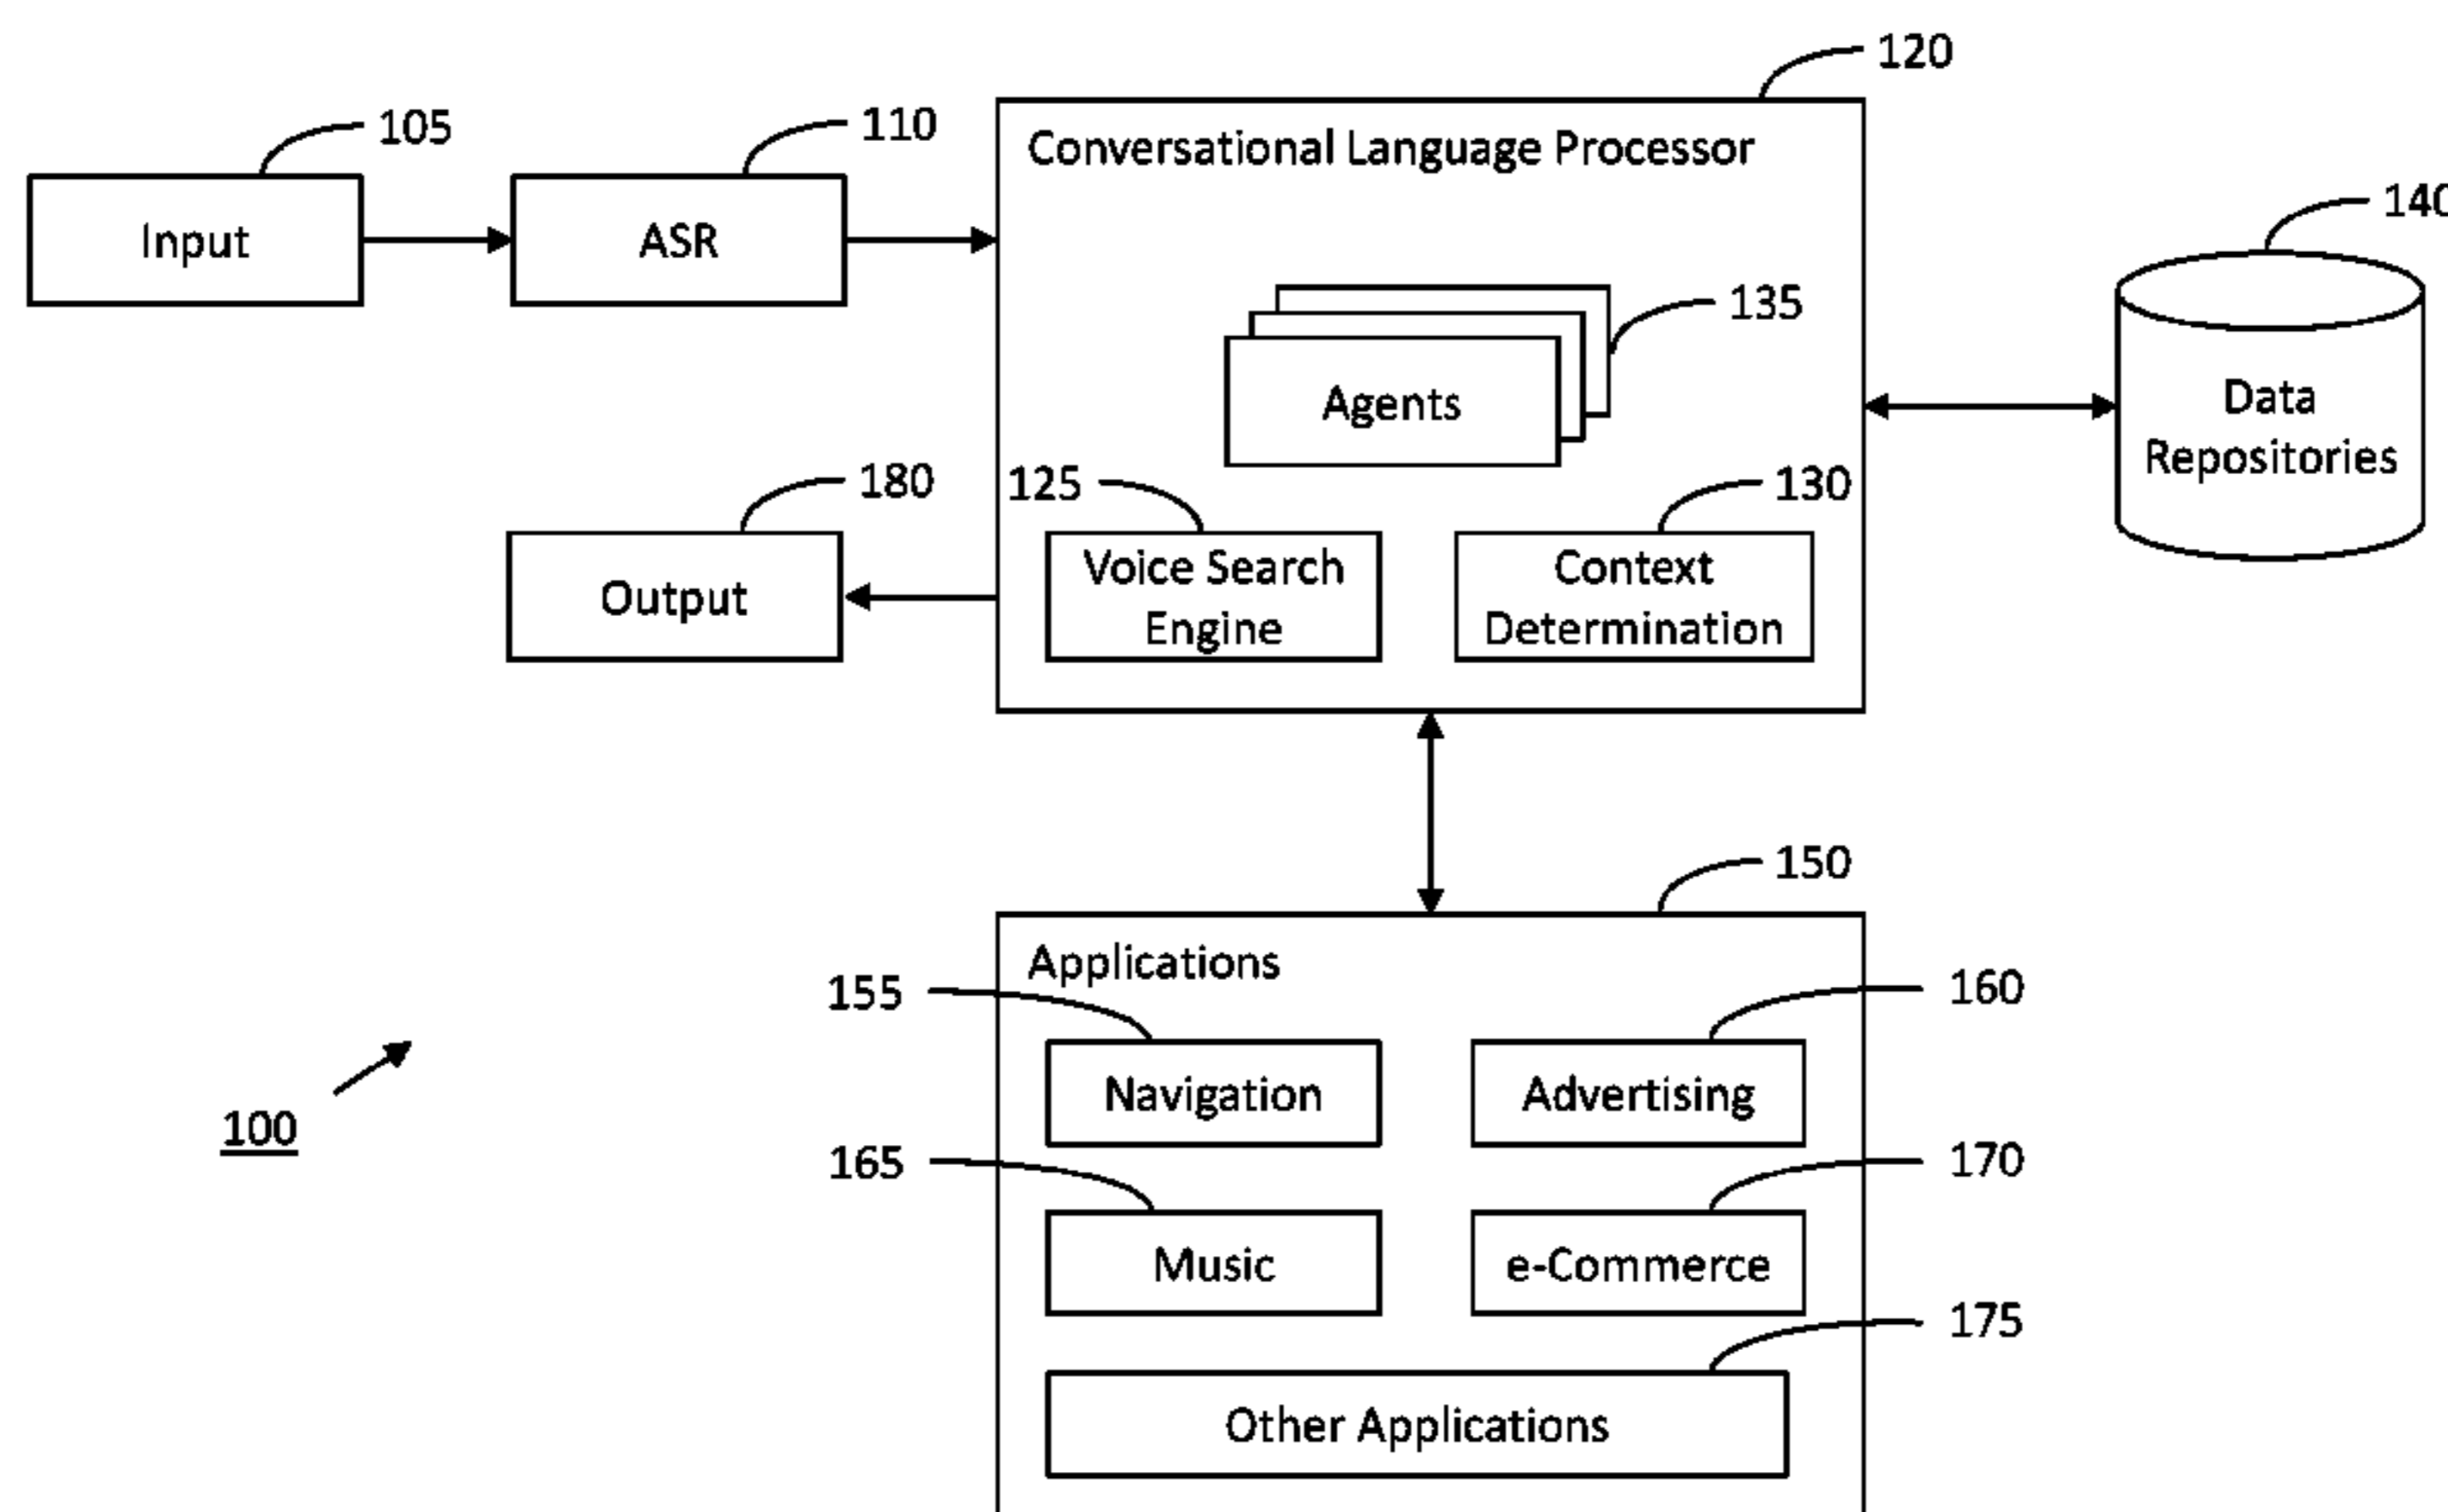 120
105
110
Conversational Language Processor
140
Input
ASR
135
Agents
Data
Repositories
180
125
130
Output
Voice Search
Engine
Context
Determination
150
Applications
155
160
Navigation
Advertising
100
165
170
Music
e-Commerce
175
Other Applications